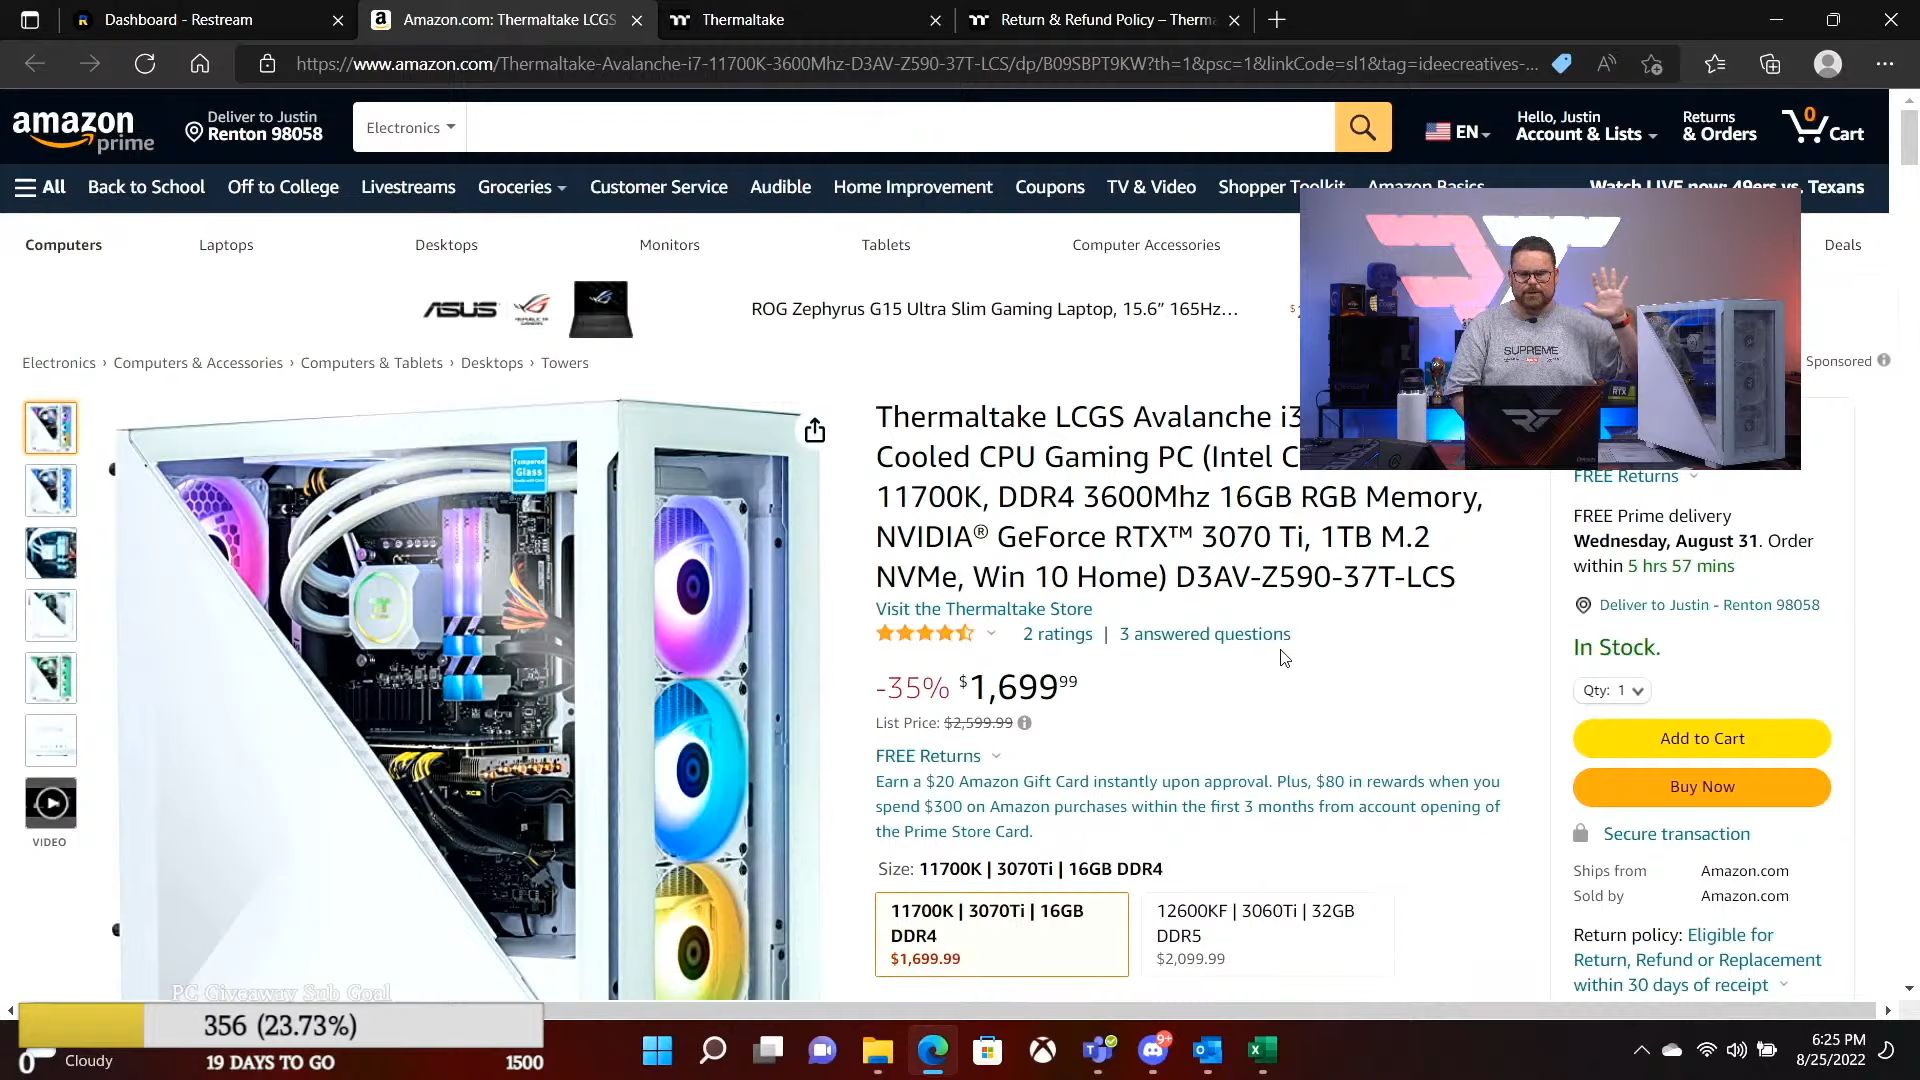 Dashboard - Restream
Amazon.com: Thermaltake LCGS
Thermaltake
Return & Refund Policy – Therma
https://www.amazon.com/Thermaltake-Avalanche-i7-11700K-3600Mhz-D3AV-Z590-37T-LCS/dp/B09SBPT9KW?th=1&psc=1&linkCode=sl1&tag=ideecreatives-...
amazon prime
Deliver to Justin
Renton 98058
Electronics
EN
Hello, Justin
Account & Lists
Returns
& Orders
0
Cart
All
Back to School
Off to College
Livestreams
Groceries
Customer Service
Audible
Home Improvement
Coupons
TV & Video
Shopper Toolkit
Amazon Basics
Watch LIVE now: 49ers vs. Texans
Computers
Laptops
Desktops
Monitors
Tablets
Computer Accessories
Deals
ASUS
ROG Zephyrus G15 Ultra Slim Gaming Laptop, 15.6” 165Hz...
Sponsored
Electronics › Computers & Accessories › Computers & Tablets › Desktops › Towers
SUPREME
Tempered
Glass
VIDEO
Thermaltake LCGS Avalanche i3
Cooled CPU Gaming PC (Intel C
11700K, DDR4 3600Mhz 16GB RGB Memory,
NVIDIA® GeForce RTX™ 3070 Ti, 1TB M.2
NVMe, Win 10 Home) D3AV-Z590-37T-LCS
Visit the Thermaltake Store
2 ratings | 3 answered questions
-35% $1,699 99
List Price: $2,599.99
FREE Returns
Earn a $20 Amazon Gift Card instantly upon approval. Plus, $80 in rewards when you
spend $300 on Amazon purchases within the first 3 months from account opening of
the Prime Store Card.
Size: 11700K | 3070Ti | 16GB DDR4
11700K | 3070Ti | 16GB
DDR4
$1,699.99
12600KF | 3060Ti | 32GB
DDR5
$2,099.99
FREE Returns
FREE Prime delivery
Wednesday, August 31. Order
within 5 hrs 57 mins
Deliver to Justin - Renton 98058
In Stock.
Qty: 1
Add to Cart
Buy Now
Secure transaction
Ships from Amazon.com
Sold by Amazon.com
Return policy: Eligible for
Return, Refund or Replacement
within 30 days of receipt
PC Giveaway Sub Goal
356 (23.73%)
0
Cloudy
19 DAYS TO GO
1500
9+
6:25 PM
8/25/2022